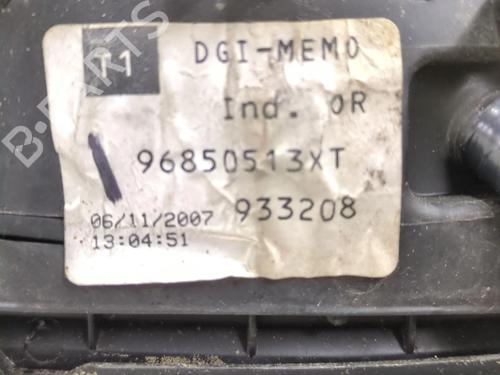 T1 DGI-MEMO
Ind. 0R
96850513XT
06/11/2007 933208
13:04:51
B-PARTS